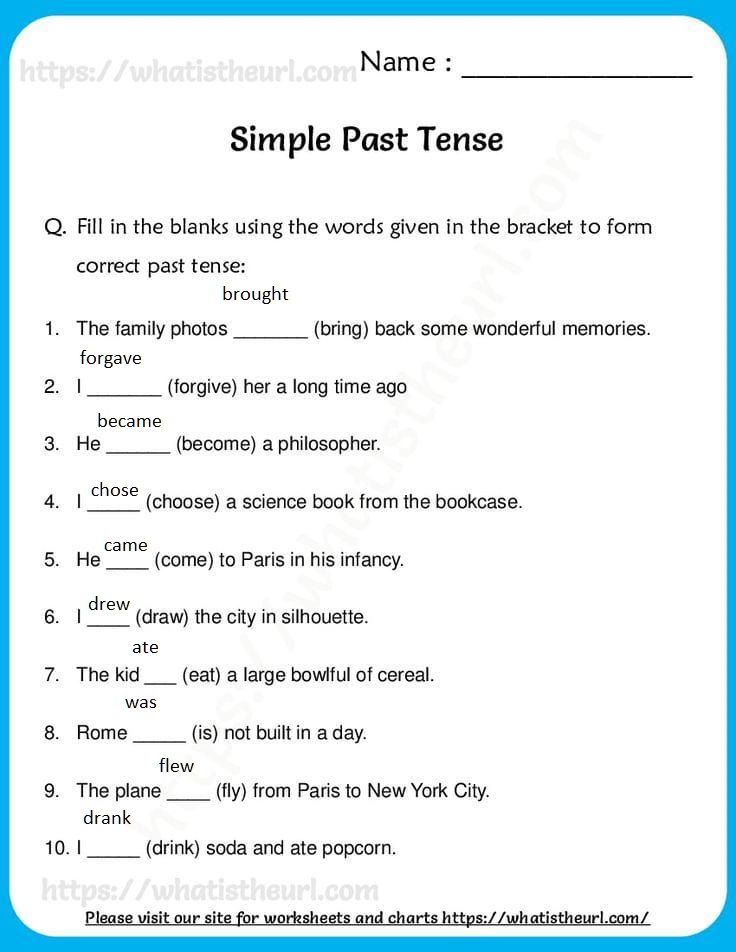 https://whatistheurl.com
Name : ___________________
Simple Past Tense
Q. Fill in the blanks using the words given in the bracket to form
correct past tense:
brought
1. The family photos _______ (bring) back some wonderful memories.
forgave
2. I _______ (forgive) her a long time ago
became
3. He ______ (become) a philosopher.
chose
4. I _____ (choose) a science book from the bookcase.
came
5. He ____ (come) to Paris in his infancy.
drew
6. I ____ (draw) the city in silhouette.
ate
7. The kid ___ (eat) a large bowlful of cereal.
was
8. Rome _____ (is) not built in a day.
flew
9. The plane ____ (fly) from Paris to New York City.
drank
10. I _____ (drink) soda and ate popcorn.
https://whatistheurl.com
https://whatistheurl.com
Please visit our site for worksheets and charts https://whatistheurl.com/